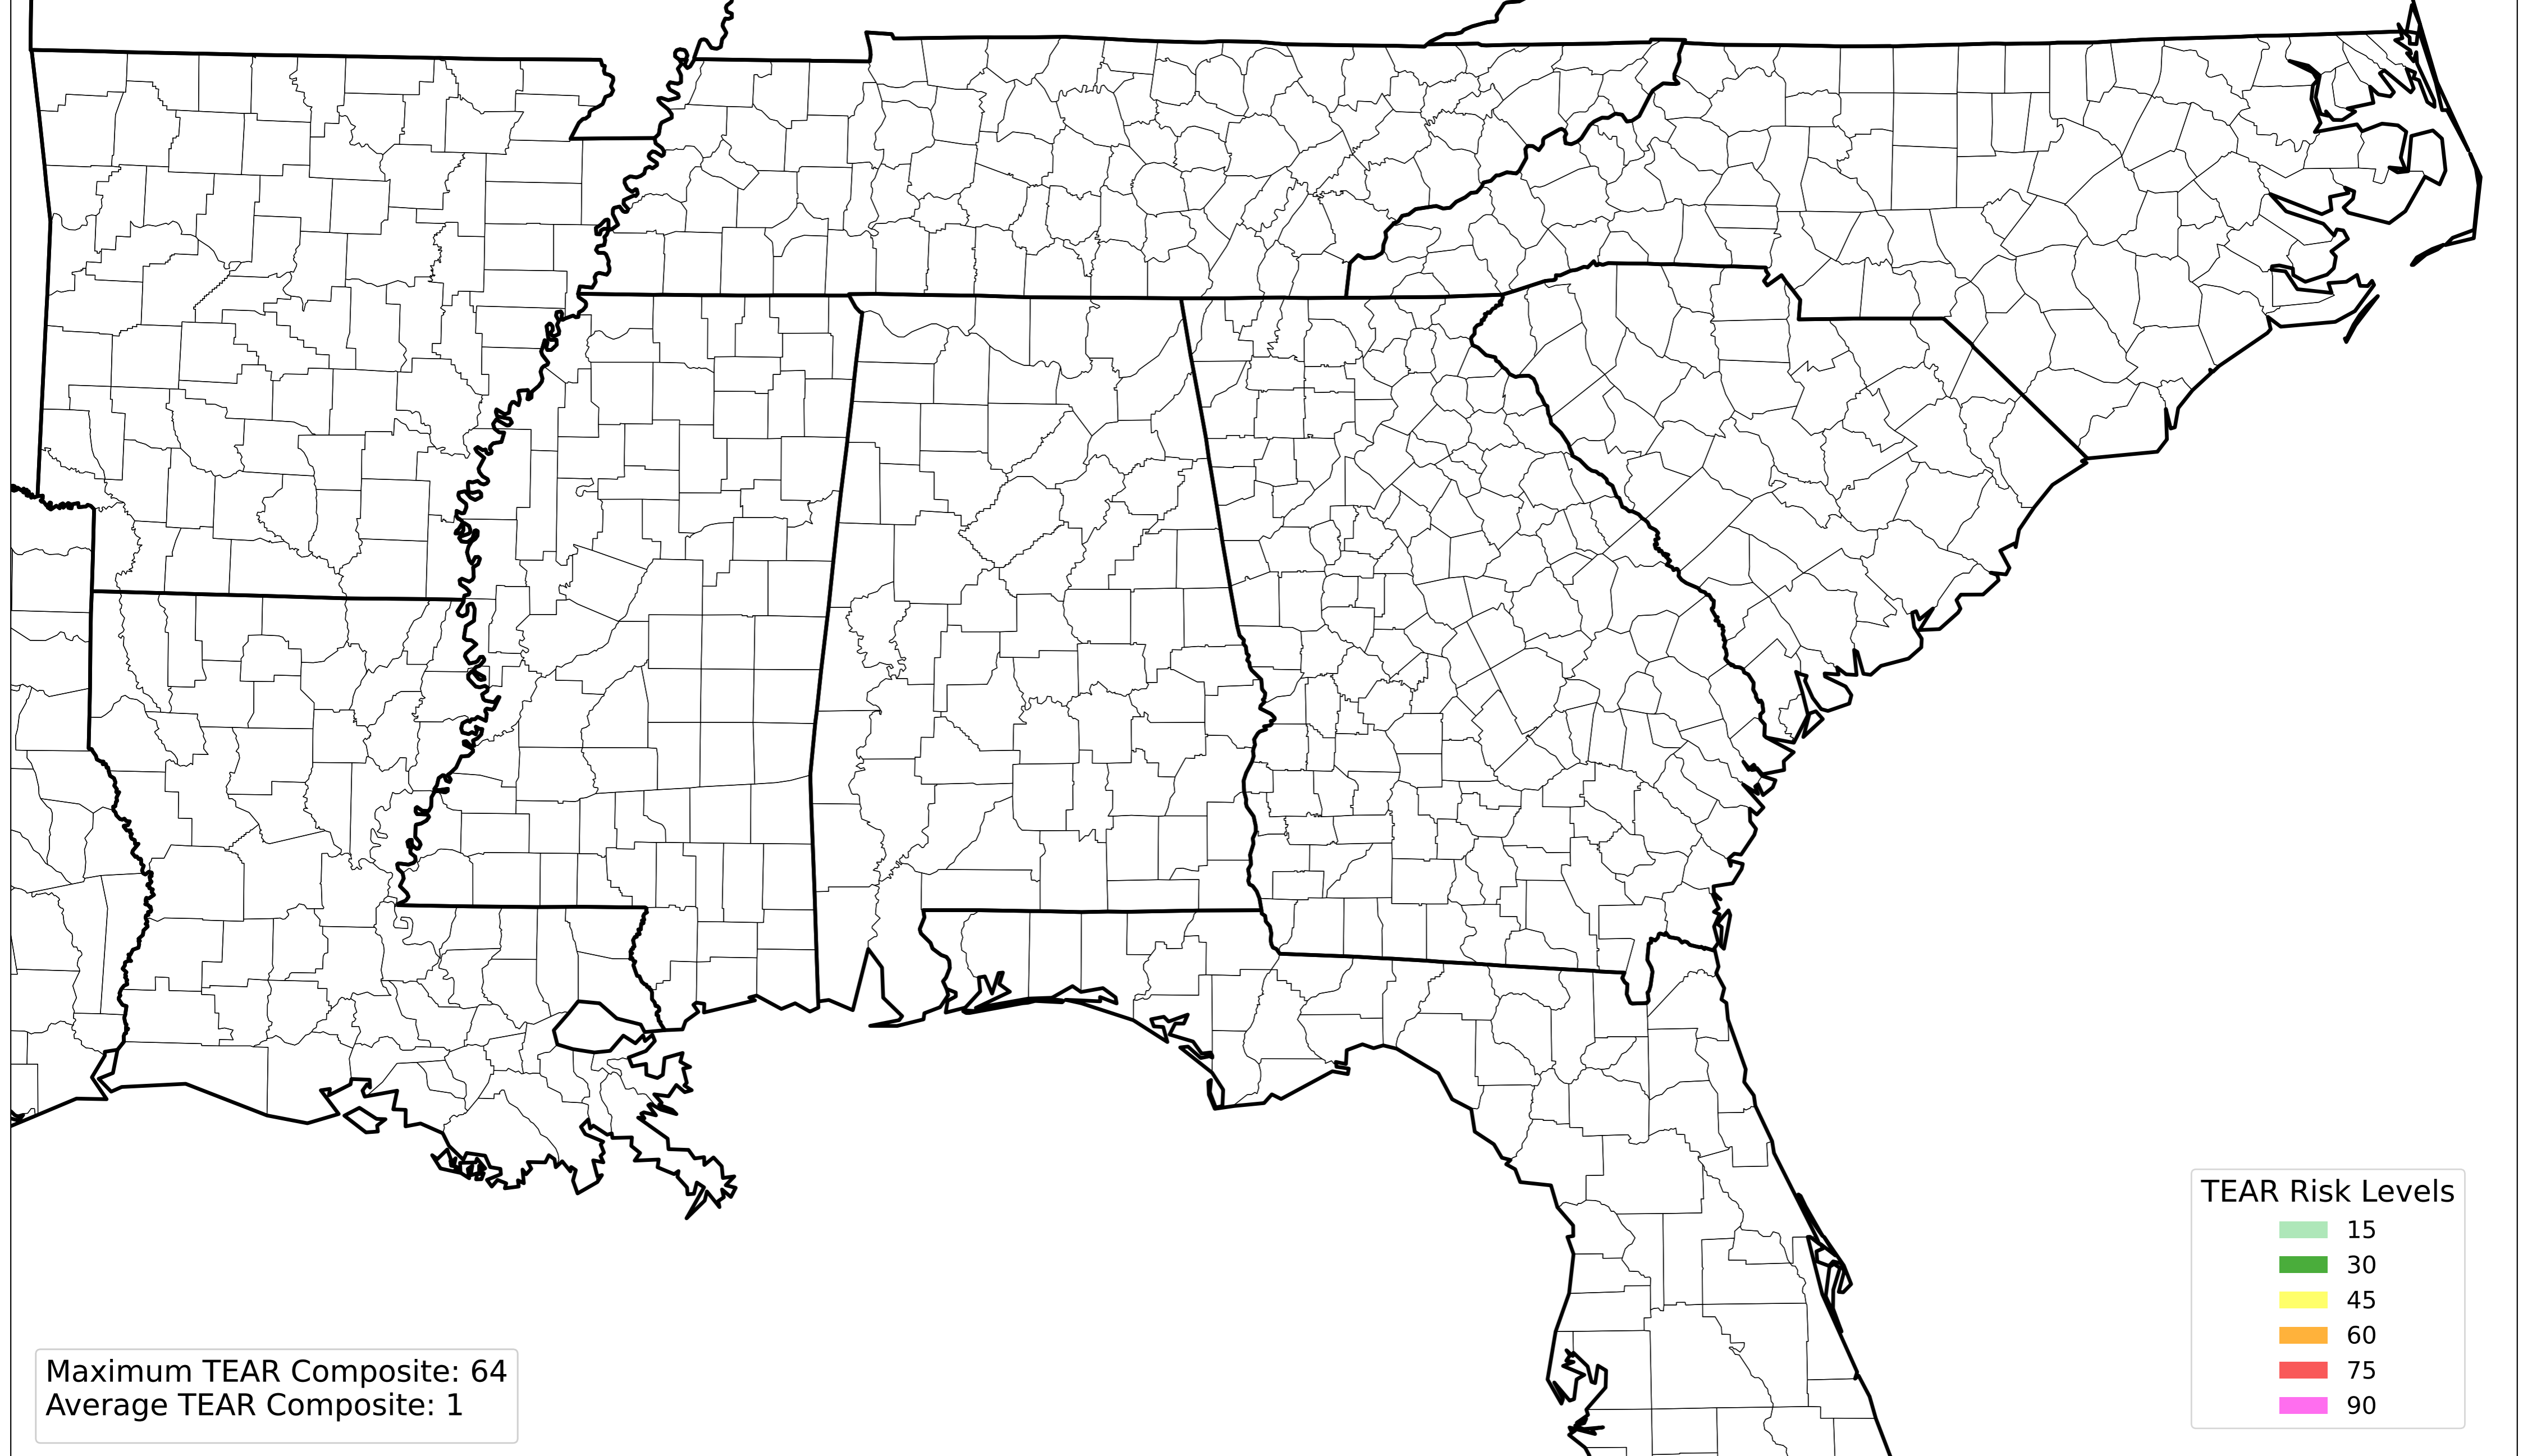 TEAR Risk Levels
15
30
45
60
75
90
Maximum TEAR Composite: 64
Average TEAR Composite: 1